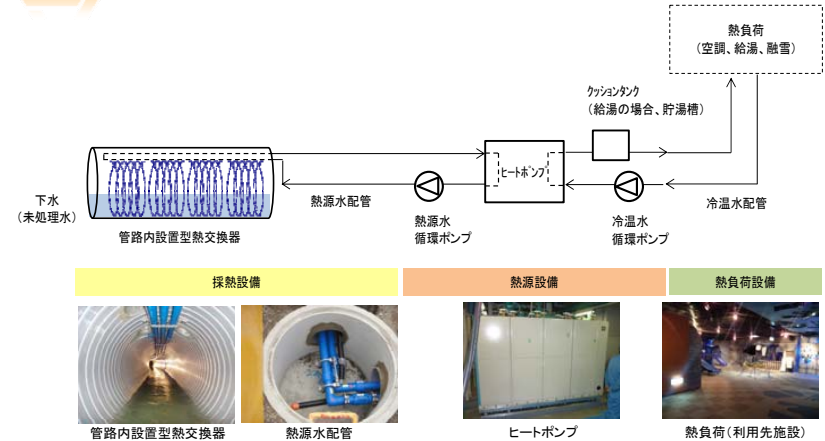 熱負荷
(空調、給湯、融雪)
クッションタンク
(給湯の場合、貯湯槽)
ヒートポンプ
下水
(未処理水)
熱源水配管
冷温水配管
熱源水
循環ポンプ
冷温水
循環ポンプ
管路内設置型熱交換器
採熱設備
熱源設備
熱負荷設備
管路内設置型熱交換器
熱源水配管
ヒートポンプ
熱負荷(利用先施設)